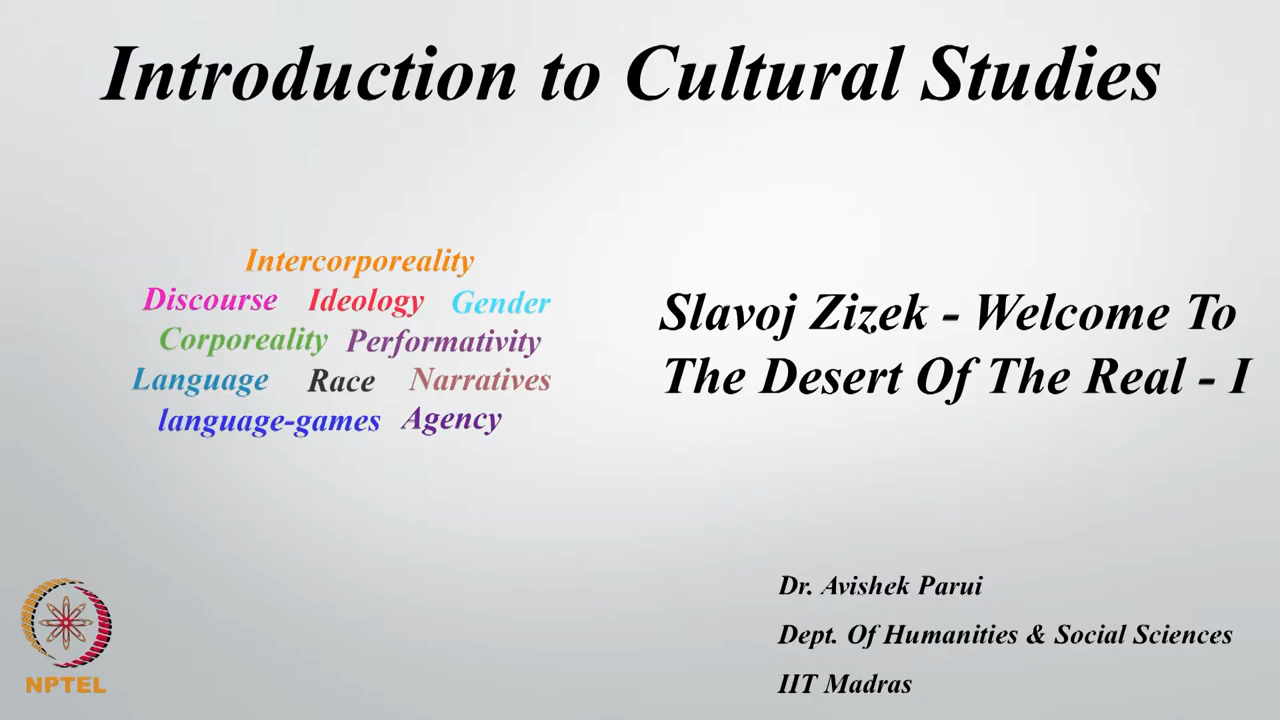 Introduction to Cultural Studies
Intercorporeality
Discourse Ideology Gender
Corporeality Performativity
Language Race Narratives
language-games Agency
Slavoj Zizek - Welcome To
The Desert Of The Real - I
Dr. Avishek Parui
Dept. Of Humanities & Social Sciences
IIT Madras
NPTEL